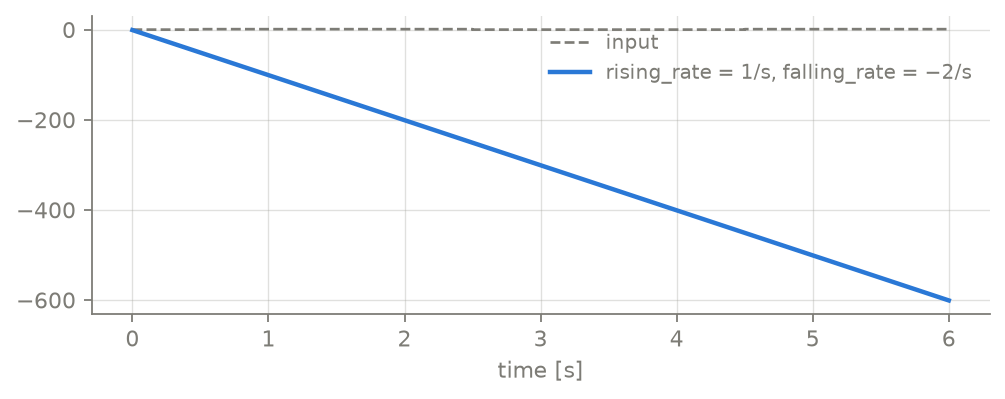 0
−200
−400
−600
input
rising_rate = 1/s, falling_rate = −2/s
0 1 2 3 4 5 6
time [s]